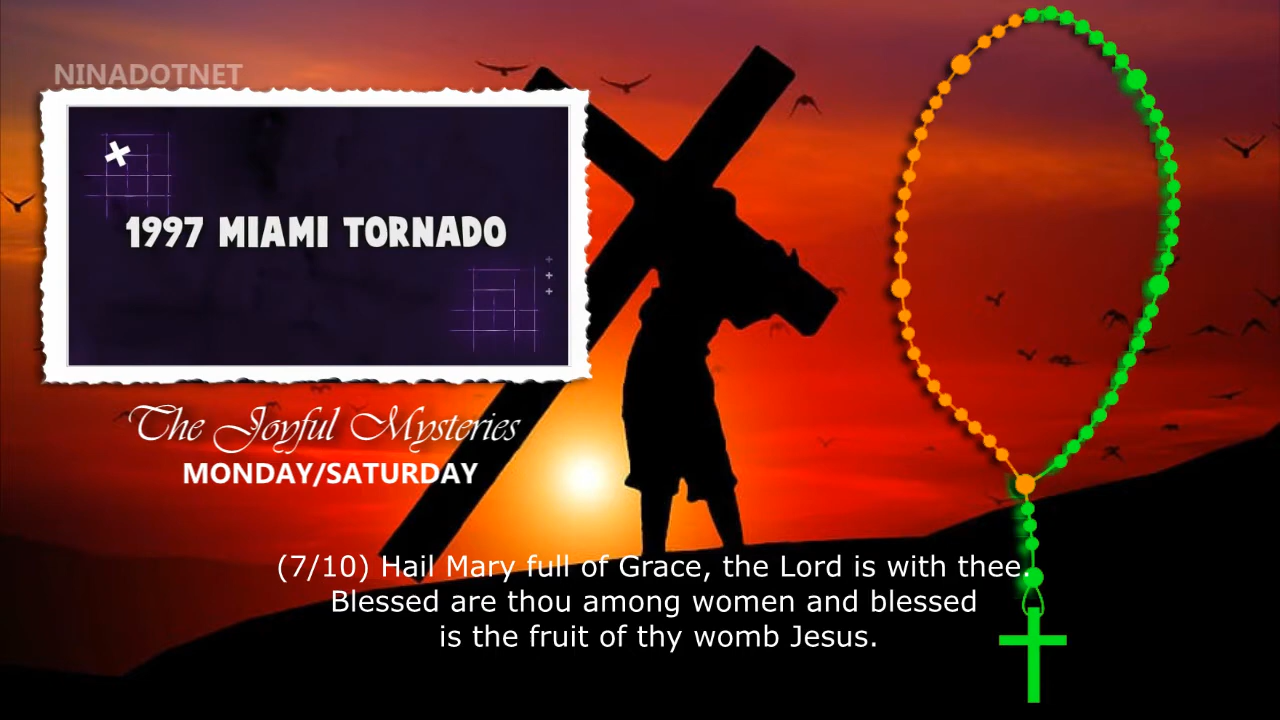 NINADOTNET
1997 MIAMI TORNADO
The Joyful Mysteries
MONDAY/SATURDAY
(7/10) Hail Mary full of Grace, the Lord is with thee.
Blessed are thou among women and blessed
is the fruit of thy womb Jesus.